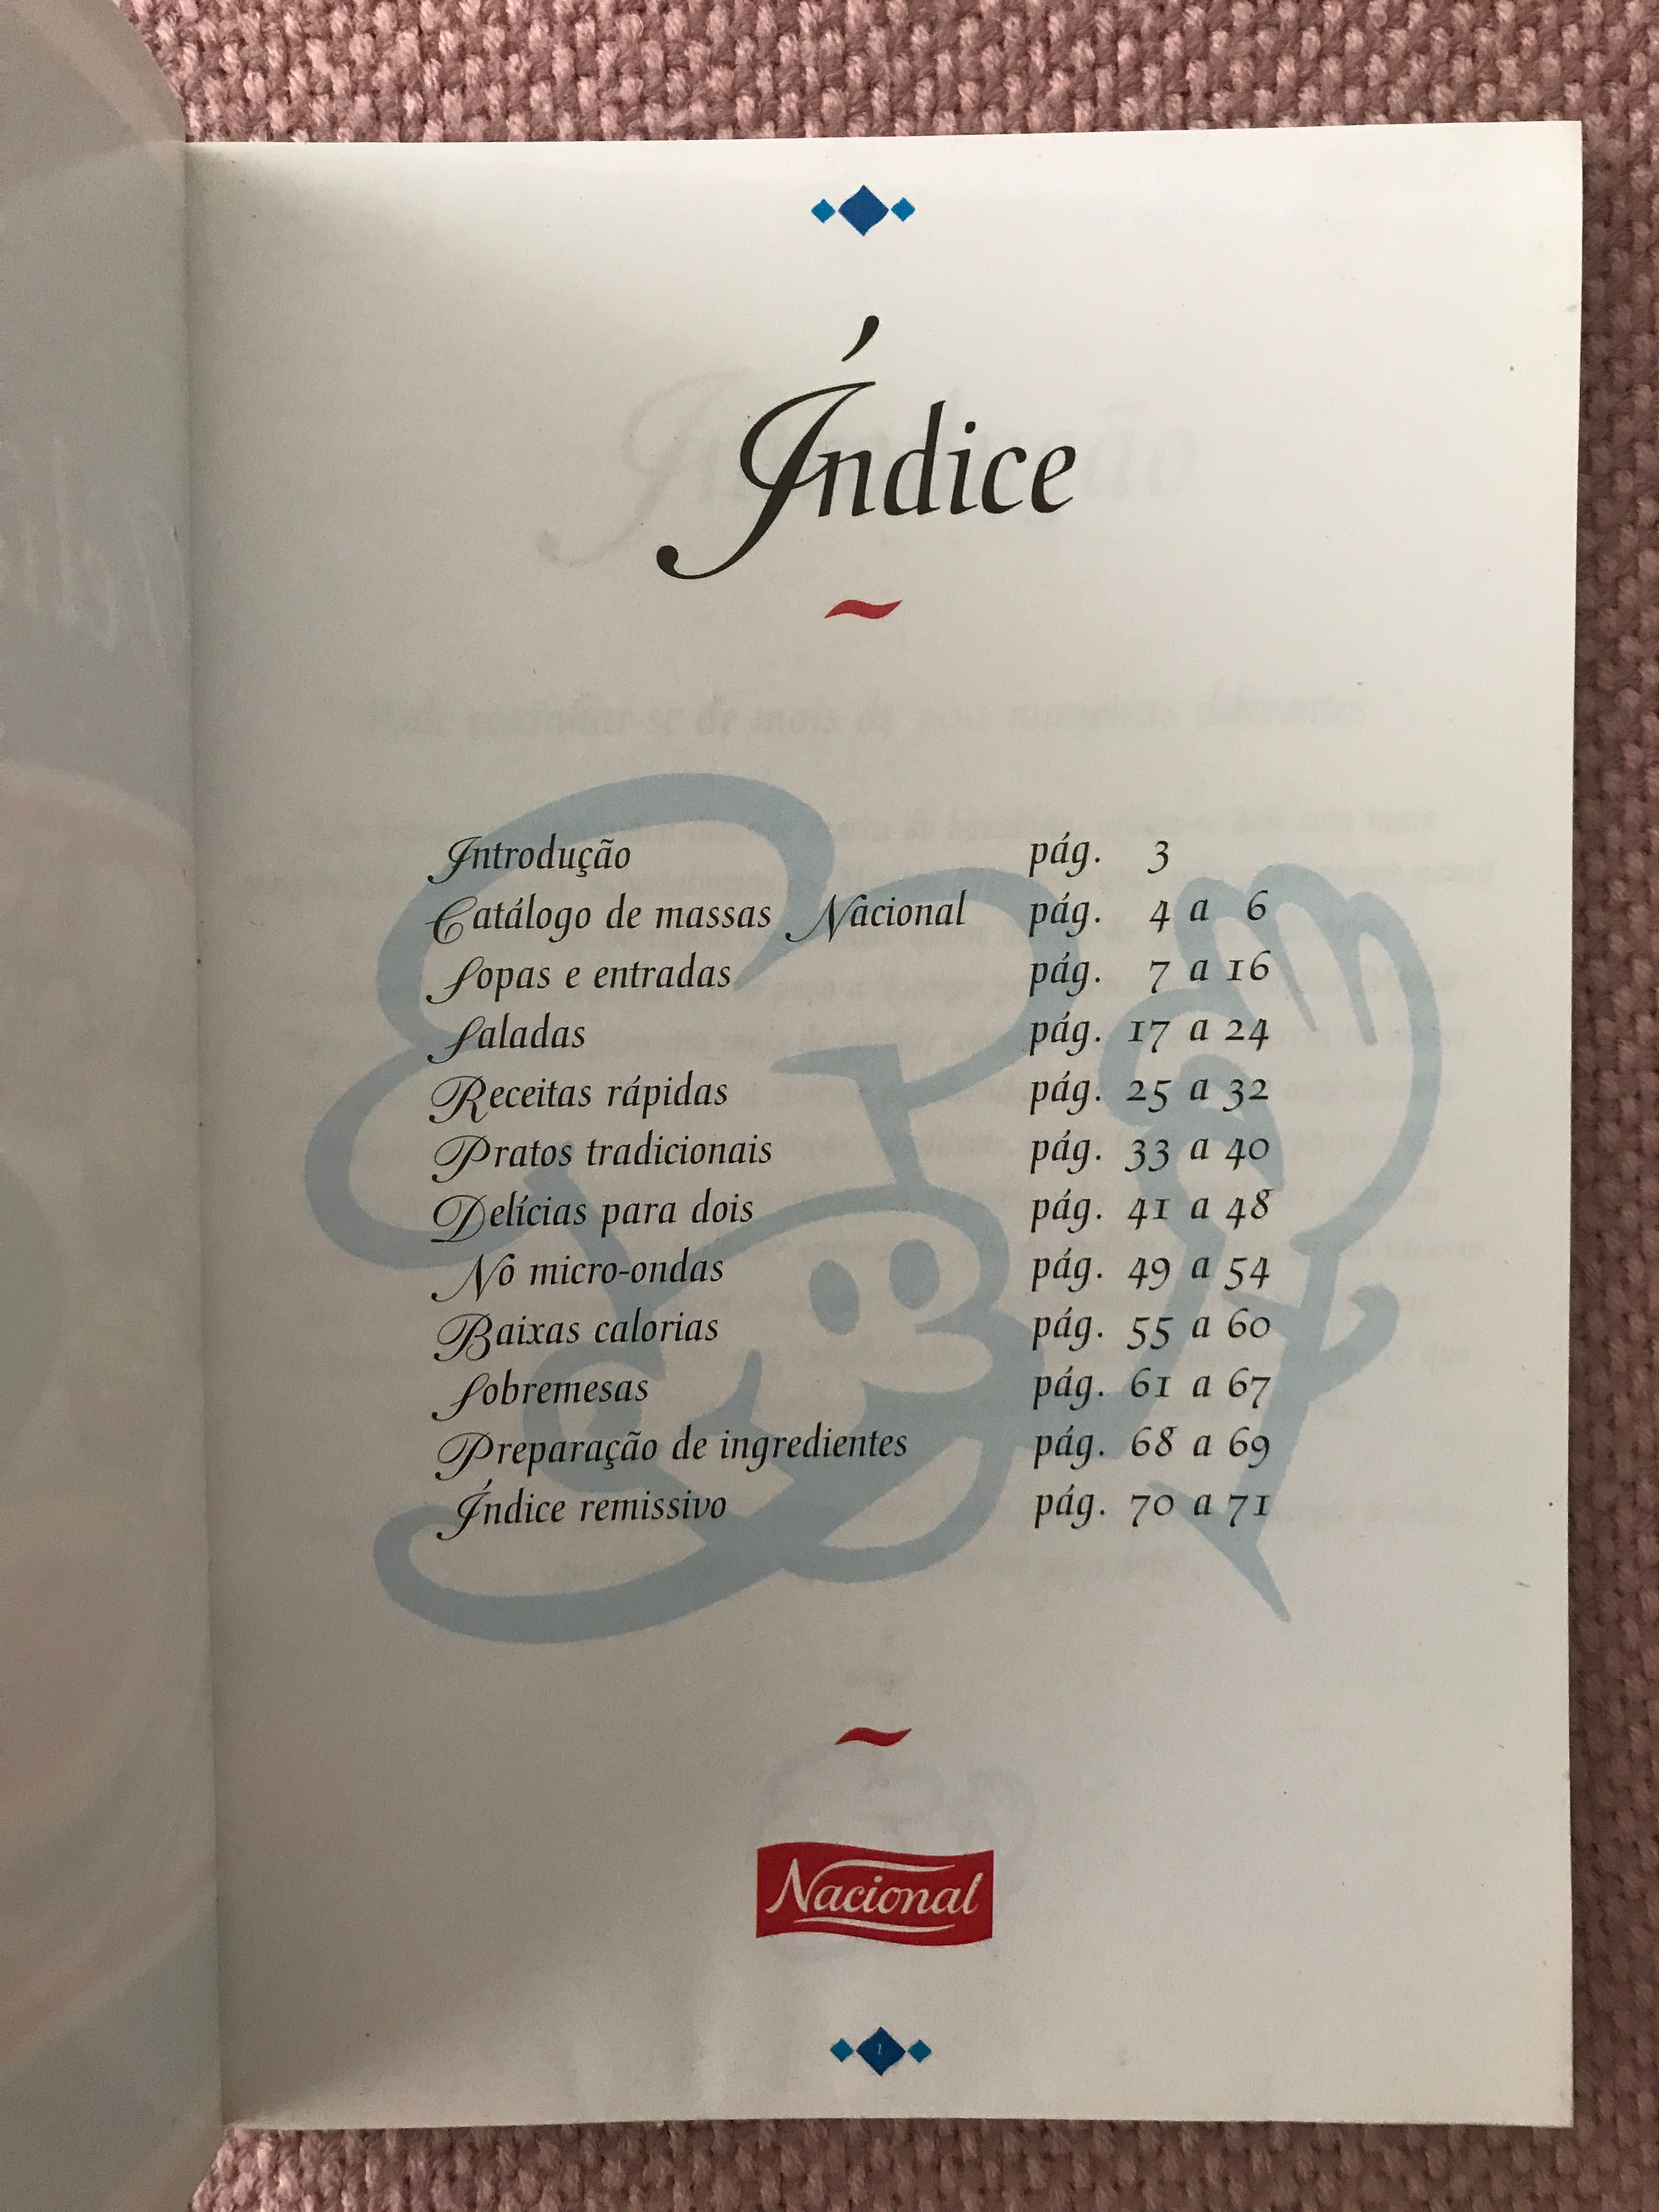 Índice
Introdução pág. 3
Catálogo de massas Nacional pág. 4 a 6
Sopas e entradas pág. 7 a 16
Saladas pág. 17 a 24
Receitas rápidas pág. 25 a 32
Pratos tradicionais pág. 33 a 40
Delícias para dois pág. 41 a 48
No micro-ondas pág. 49 a 54
Baixas calorias pág. 55 a 60
Sobremesas pág. 61 a 67
Preparação de ingredientes pág. 68 a 69
Índice remissivo pág. 70 a 71
Nacional
1